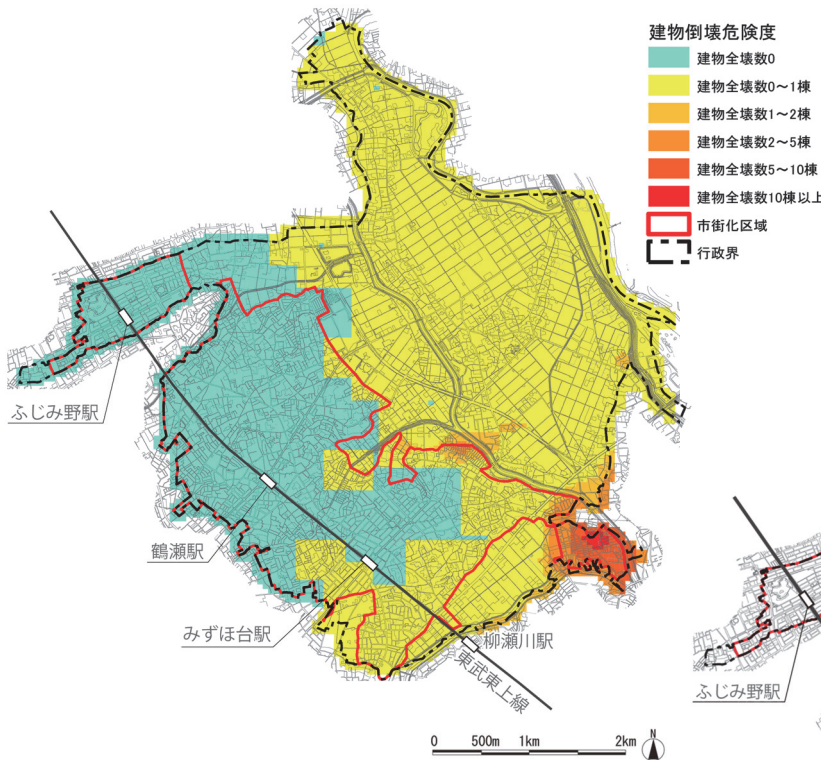 建物倒壊危険度
建物全壊数0
建物全壊数0〜1棟
建物全壊数1〜2棟
建物全壊数2〜5棟
建物全壊数5〜10棟
建物全壊数10棟以上
市街化区域
行政界
ふじみ野駅
鶴瀬駅
みずほ台駅
柳瀬川駅
東武東上線
ふじみ野駅
0 500m 1km 2km
N